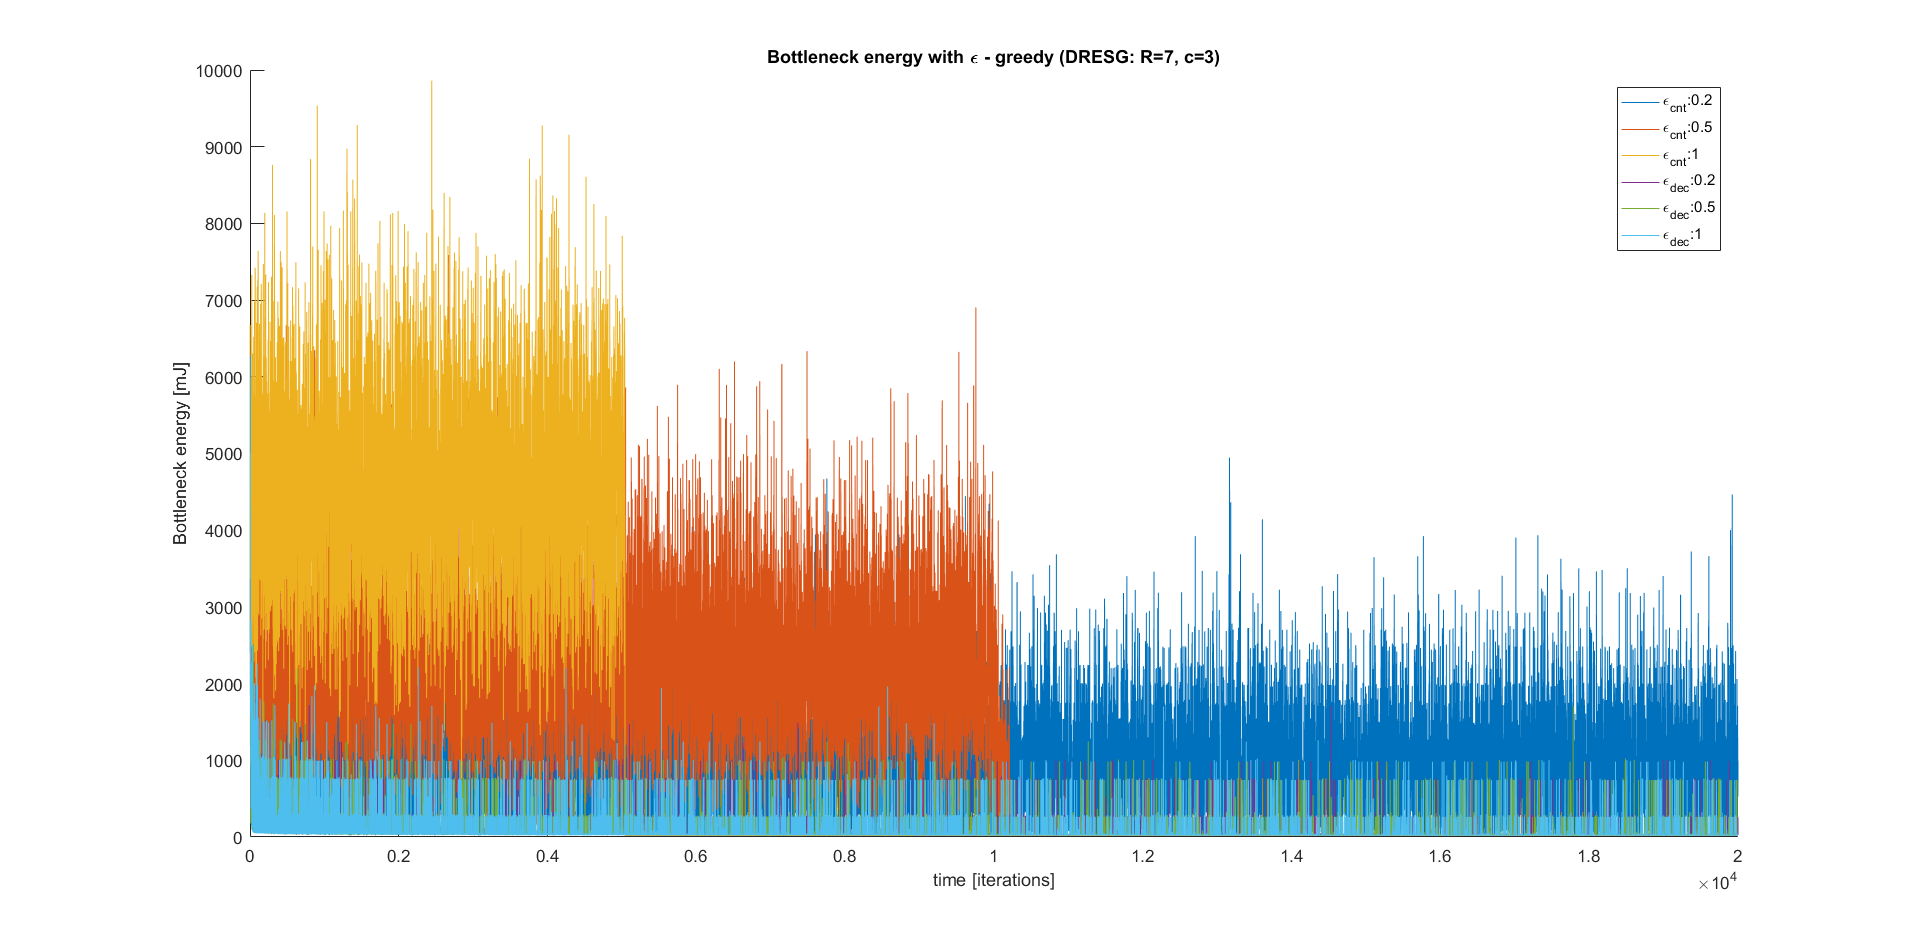 Bottleneck energy with ϵ - greedy (DRESG: R=7, c=3)
10000
9000
8000
7000
6000
5000
4000
3000
2000
1000
0
Bottleneck energy [mJ]
ϵcnt:0.2
ϵcnt:0.5
ϵcnt:1
ϵdec:0.2
ϵdec:0.5
ϵdec:1
0 0.2 0.4 0.6 0.8 1 1.2 1.4 1.6 1.8 2
time [iterations]
×10^4